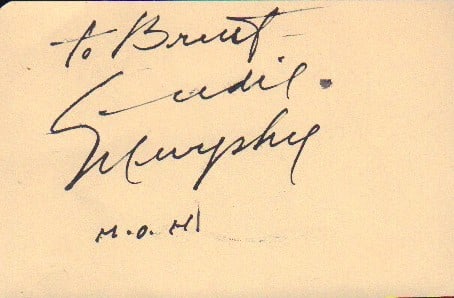 to Brent –
Audie.
Murphy
M.O.H